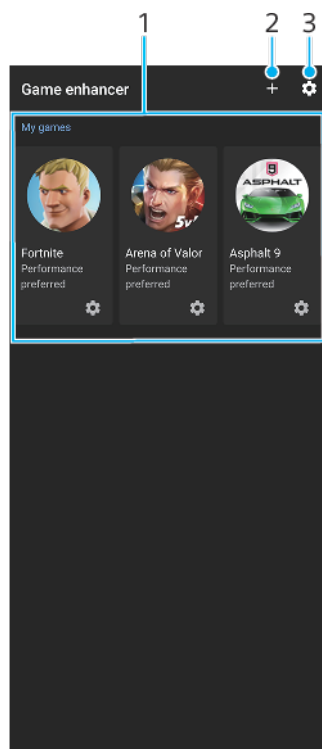 1 2 3
Game enhancer +
My games
5v
9
ASPHALT
Fortnite
Performance
preferred
Arena of Valor
Performance
preferred
Asphalt 9
Performance
preferred